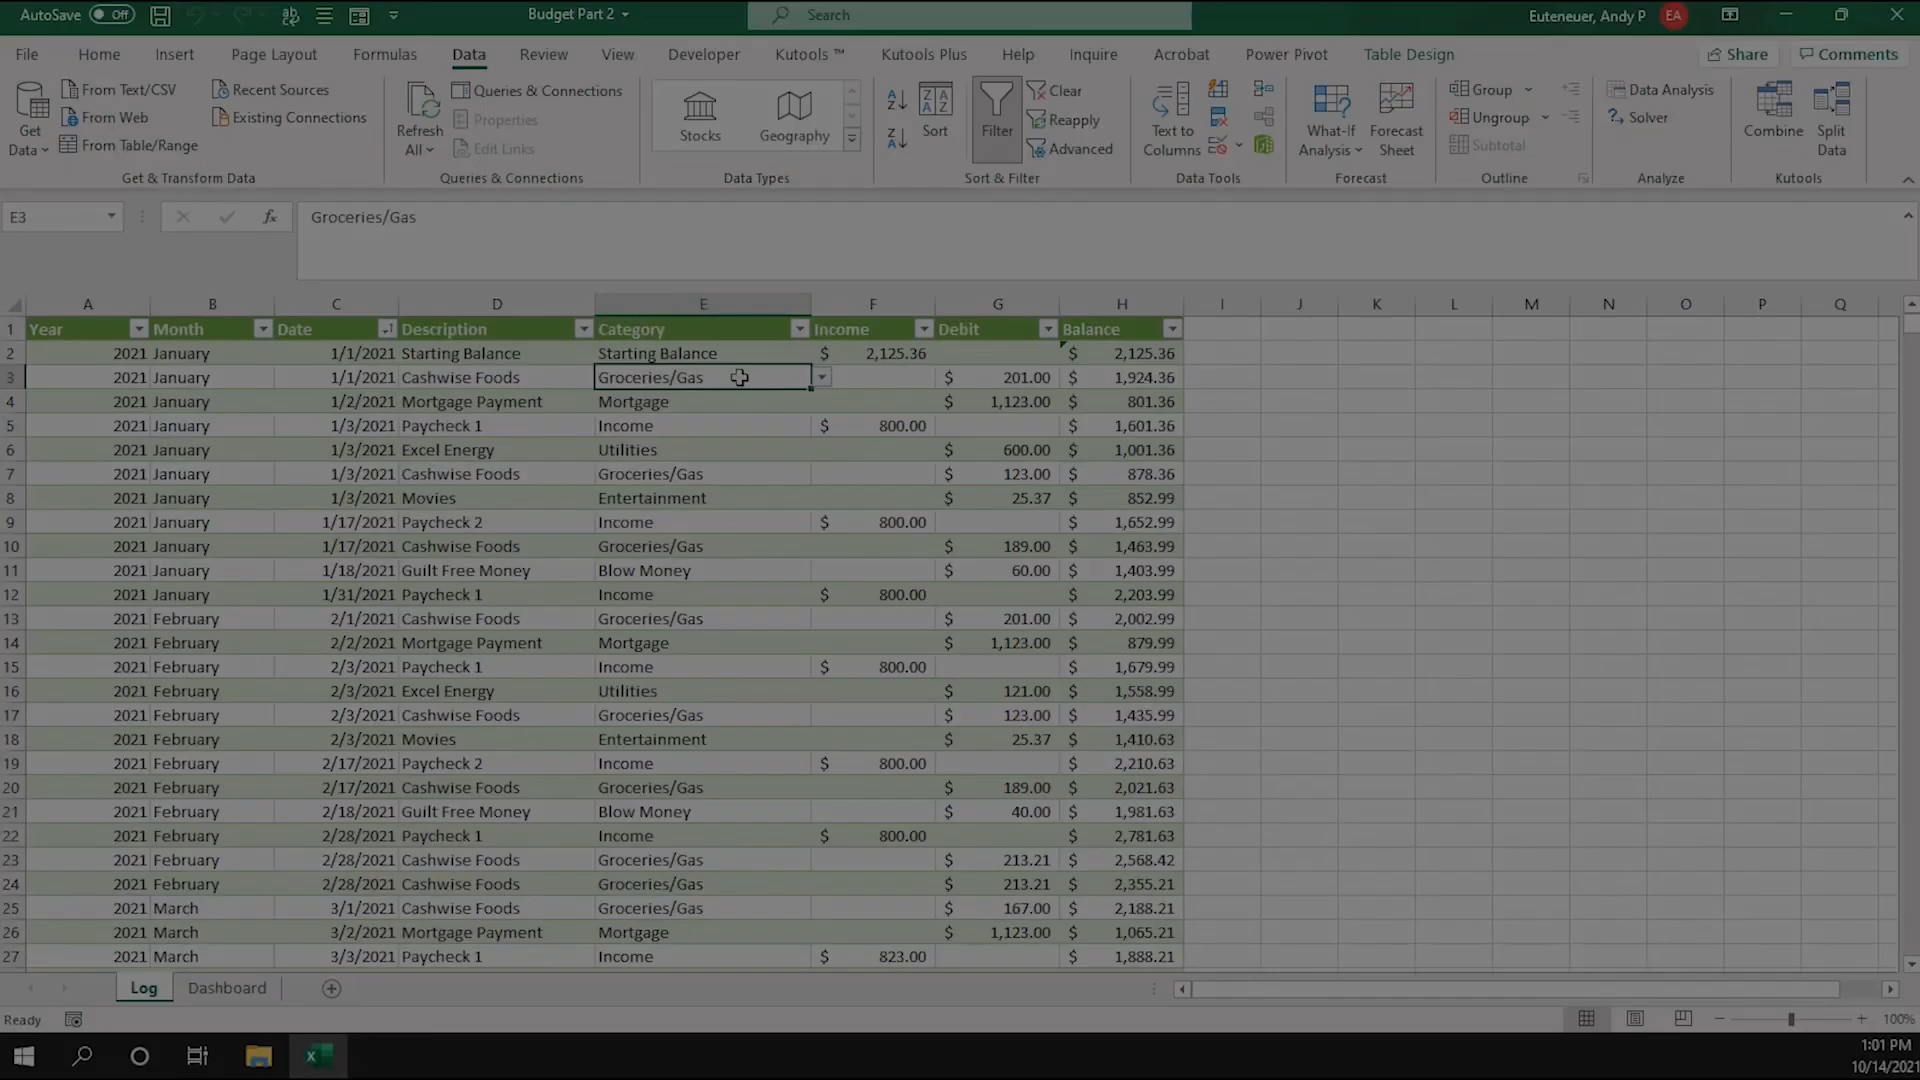 AutoSave Off Budget Part 2 Search Euteneuer, Andy P EA
File Home Insert Page Layout Formulas Data Review View Developer Kutools ™ Kutools Plus Help Inquire Acrobat Power Pivot Table Design Share Comments
Get Data From Text/CSV From Web From Table/Range Recent Sources Existing Connections
Refresh All Queries & Connections Properties Edit Links
Stocks Geography
Sort Filter Clear Reapply Advanced
Text to Columns
What-If Analysis Forecast Sheet
Group Ungroup Subtotal
Data Analysis Solver
Combine Split Data
Get & Transform Data Queries & Connections Data Types Sort & Filter Data Tools Forecast Outline Analyze Kutools
E3 fx Groceries/Gas
A B C D E F G H I J K L M N O P Q
1 Year Month Date Description Category Income Debit Balance
2 2021 January 1/1/2021 Starting Balance Starting Balance $ 2,125.36 $ 2,125.36
3 2021 January 1/1/2021 Cashwise Foods Groceries/Gas $ 201.00 $ 1,924.36
4 2021 January 1/2/2021 Mortgage Payment Mortgage $ 1,123.00 $ 801.36
5 2021 January 1/3/2021 Paycheck 1 Income $ 800.00 $ 1,601.36
6 2021 January 1/3/2021 Excel Energy Utilities $ 600.00 $ 1,001.36
7 2021 January 1/3/2021 Cashwise Foods Groceries/Gas $ 123.00 $ 878.36
8 2021 January 1/3/2021 Movies Entertainment $ 25.37 $ 852.99
9 2021 January 1/17/2021 Paycheck 2 Income $ 800.00 $ 1,652.99
10 2021 January 1/17/2021 Cashwise Foods Groceries/Gas $ 189.00 $ 1,463.99
11 2021 January 1/18/2021 Guilt Free Money Blow Money $ 60.00 $ 1,403.99
12 2021 January 1/31/2021 Paycheck 1 Income $ 800.00 $ 2,203.99
13 2021 February 2/1/2021 Cashwise Foods Groceries/Gas $ 201.00 $ 2,002.99
14 2021 February 2/2/2021 Mortgage Payment Mortgage $ 1,123.00 $ 879.99
15 2021 February 2/3/2021 Paycheck 1 Income $ 800.00 $ 1,679.99
16 2021 February 2/3/2021 Excel Energy Utilities $ 121.00 $ 1,558.99
17 2021 February 2/3/2021 Cashwise Foods Groceries/Gas $ 123.00 $ 1,435.99
18 2021 February 2/3/2021 Movies Entertainment $ 25.37 $ 1,410.63
19 2021 February 2/17/2021 Paycheck 2 Income $ 800.00 $ 2,210.63
20 2021 February 2/17/2021 Cashwise Foods Groceries/Gas $ 189.00 $ 2,021.63
21 2021 February 2/18/2021 Guilt Free Money Blow Money $ 40.00 $ 1,981.63
22 2021 February 2/28/2021 Paycheck 1 Income $ 800.00 $ 2,781.63
23 2021 February 2/28/2021 Cashwise Foods Groceries/Gas $ 213.21 $ 2,568.42
24 2021 February 2/28/2021 Cashwise Foods Groceries/Gas $ 213.21 $ 2,355.21
25 2021 March 3/1/2021 Cashwise Foods Groceries/Gas $ 167.00 $ 2,188.21
26 2021 March 3/2/2021 Mortgage Payment Mortgage $ 1,123.00 $ 1,065.21
27 2021 March 3/3/2021 Paycheck 1 Income $ 823.00 $ 1,888.21
Log Dashboard
Ready 100%
1:01 PM
10/14/2021